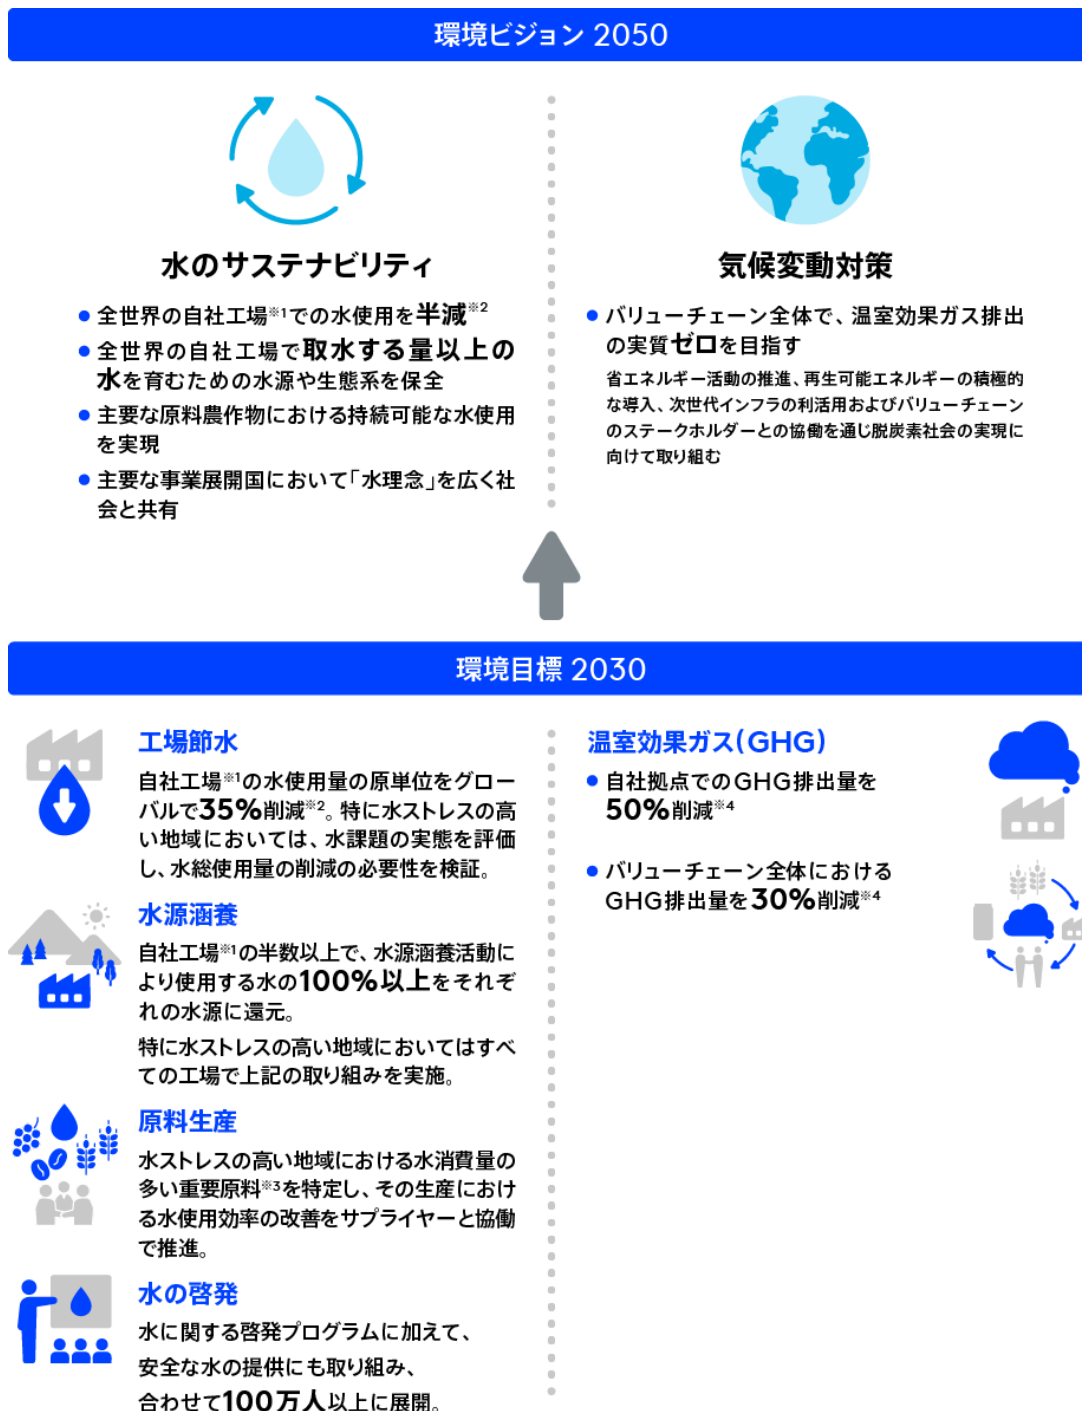 環境ビジョン 2050
水のサステナビリティ
● 全世界の自社工場※1での水使用を半減※2
● 全世界の自社工場で取水する量以上の
水を育むための水源や生態系を保全
● 主要な原料農作物における持続可能な水使用
を実現
● 主要な事業展開国において「水理念」を広く社
会と共有
気候変動対策
● バリューチェーン全体で、温室効果ガス排出
の実質ゼロを目指す
省エネルギー活動の推進、再生可能エネルギーの積極的
な導入、次世代インフラの利活用およびバリューチェーン
のステークホルダーとの協働を通じ脱炭素社会の実現に
向けて取り組む
環境目標 2030
工場節水
自社工場※1の水使用量の原単位をグロー
バルで35%削減※2。特に水ストレスの高
い地域においては、水課題の実態を評価
し、水総使用量の削減の必要性を検証。
水源涵養
自社工場※1の半数以上で、水源涵養活動に
より使用する水の100%以上をそれぞ
れの水源に還元。
特に水ストレスの高い地域においてはすべ
ての工場で上記の取り組みを実施。
原料生産
水ストレスの高い地域における水消費量の
多い重要原料※3を特定し、その生産におけ
る水使用効率の改善をサプライヤーと協働
で推進。
水の啓発
水に関する啓発プログラムに加えて、
安全な水の提供にも取り組み、
合わせて100万人以上に展開。
温室効果ガス(GHG)
● 自社拠点でのGHG排出量を
50%削減※4
● バリューチェーン全体における
GHG排出量を30%削減※4